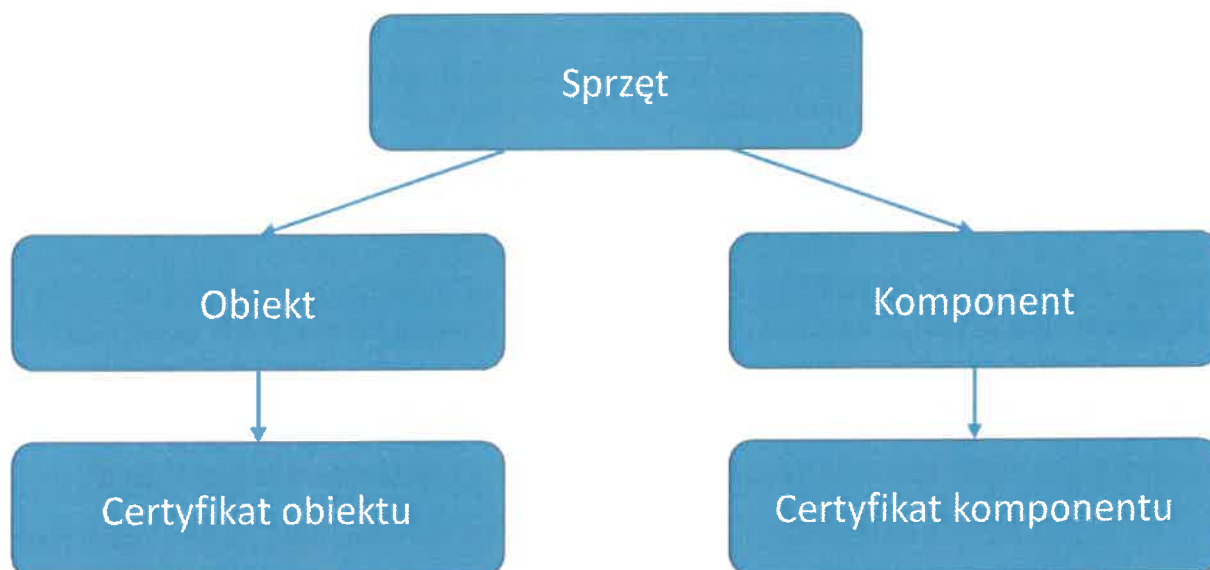 Sprzęt
Obiekt
Komponent
Certyfikat obiektu
Certyfikat komponentu